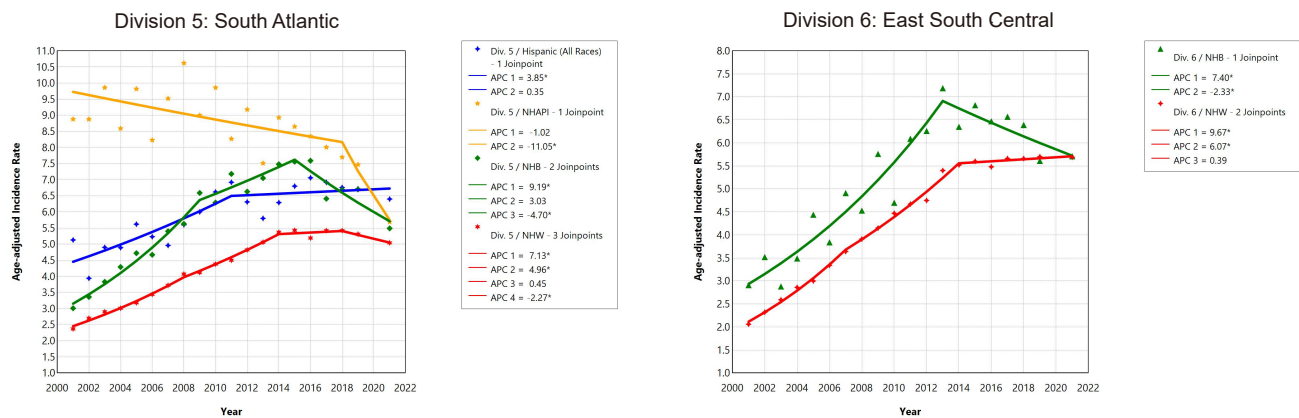 Division 5: South Atlantic
Age-adjusted Incidence Rate
11.0
10.5
10.0
9.5
9.0
8.5
8.0
7.5
7.0
6.5
6.0
5.5
5.0
4.5
4.0
3.5
3.0
2.5
2.0
1.5
1.0
2000 2002 2004 2006 2008 2010 2012 2014 2016 2018 2020 2022
Year
Div. 5 / Hispanic (All Races)
- 1 Joinpoint
APC 1 = 3.85*
APC 2 = 0.35
Div. 5 / NHAPI - 1 Joinpoint
APC 1 = -1.02
APC 2 = -11.05*
Div. 5 / NHB - 2 Joinpoints
APC 1 = 9.19*
APC 2 = 3.03
APC 3 = -4.70*
Div. 5 / NHW - 3 Joinpoints
APC 1 = 7.13*
APC 2 = 4.96*
APC 3 = 0.45
APC 4 = -2.27*
Division 6: East South Central
Age-adjusted Incidence Rate
8.0
7.5
7.0
6.5
6.0
5.5
5.0
4.5
4.0
3.5
3.0
2.5
2.0
1.5
1.0
2000 2002 2004 2006 2008 2010 2012 2014 2016 2018 2020 2022
Year
Div. 6 / NHB - 1 Joinpoint
APC 1 = 7.40*
APC 2 = -2.33*
Div. 6 / NHW - 2 Joinpoints
APC 1 = 9.67*
APC 2 = 6.07*
APC 3 = 0.39